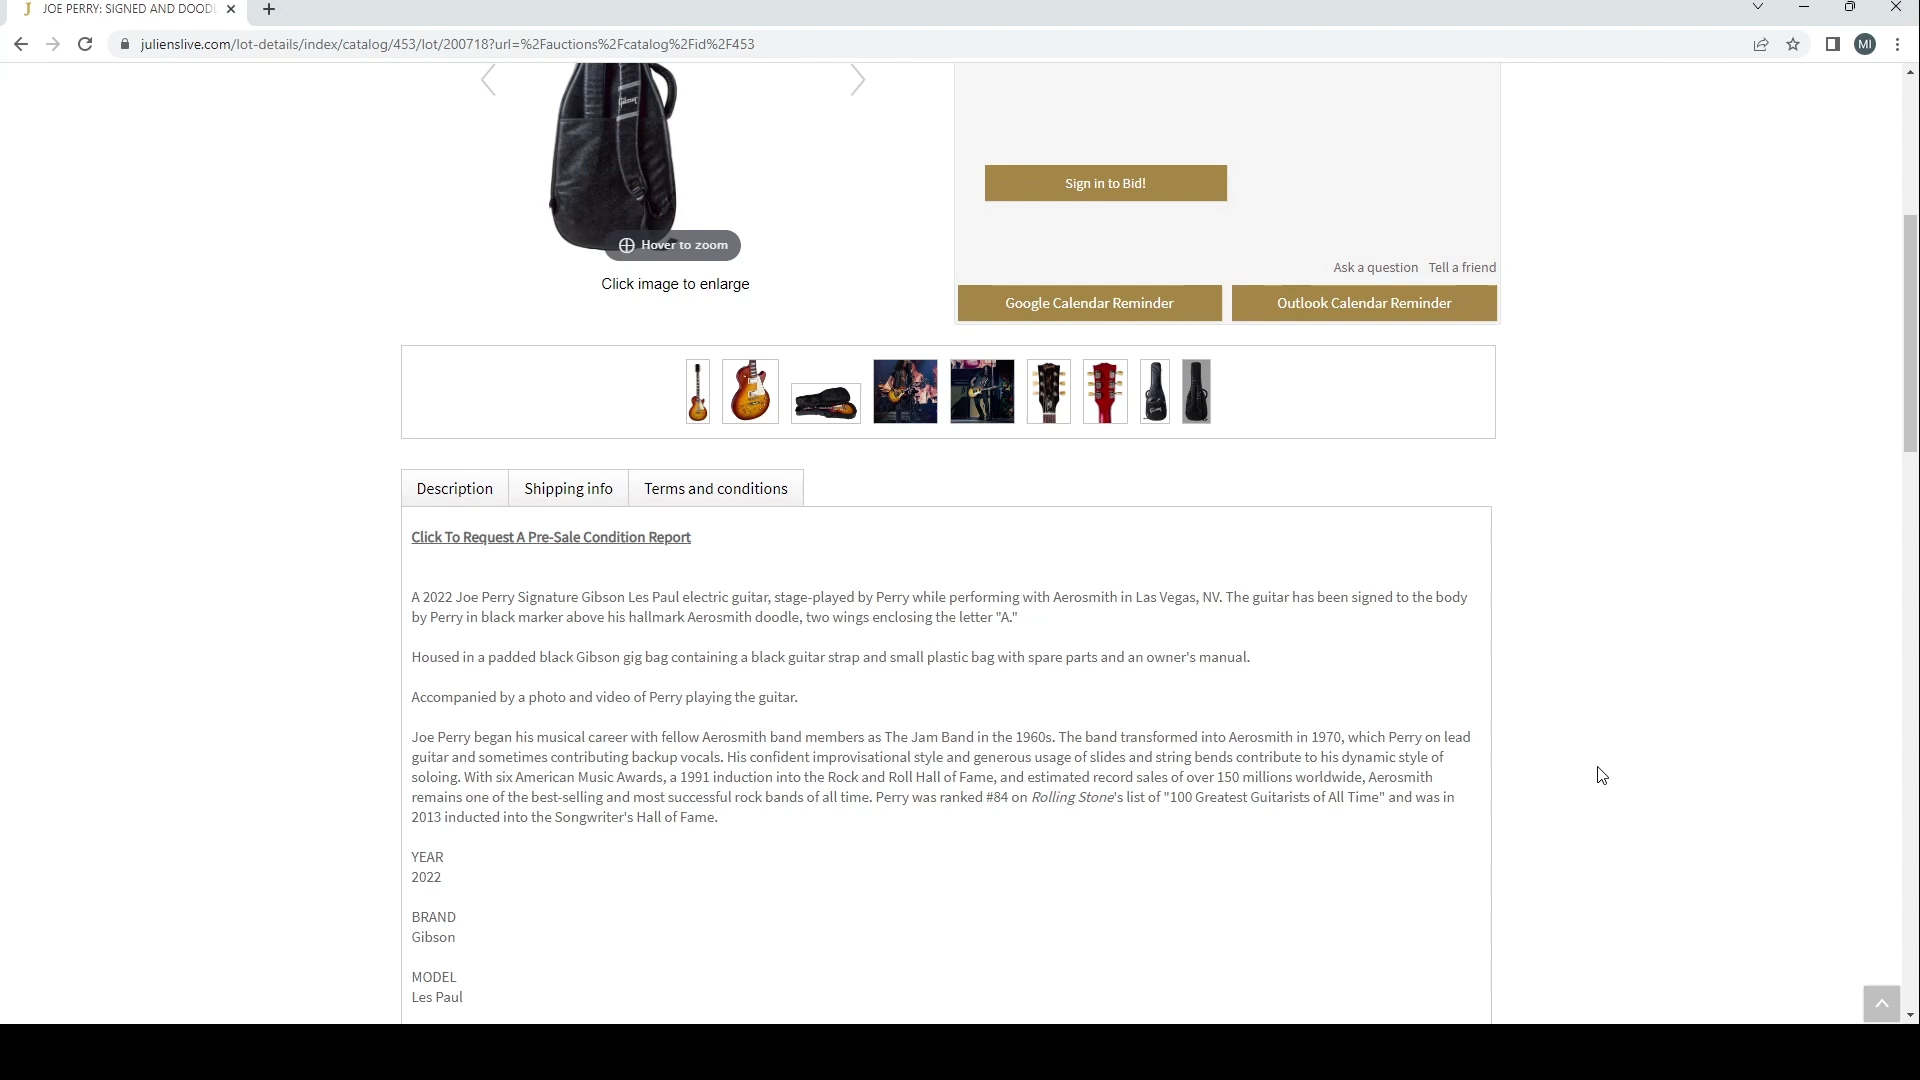 JOE PERRY: SIGNED AND DOODL
julienslive.com/lot-details/index/catalog/453/lot/200718?url=%2Fauctions%2Fcatalog%2Fid%2F453
MI
Gibson
Sign in to Bid!
Hover to zoom
Click image to enlarge
Ask a question Tell a friend
Google Calendar Reminder Outlook Calendar Reminder
Description Shipping info Terms and conditions
Click To Request A Pre-Sale Condition Report
A 2022 Joe Perry Signature Gibson Les Paul electric guitar, stage-played by Perry while performing with Aerosmith in Las Vegas, NV. The guitar has been signed to the body
by Perry in black marker above his hallmark Aerosmith doodle, two wings enclosing the letter "A."
Housed in a padded black Gibson gig bag containing a black guitar strap and small plastic bag with spare parts and an owner's manual.
Accompanied by a photo and video of Perry playing the guitar.
Joe Perry began his musical career with fellow Aerosmith band members as The Jam Band in the 1960s. The band transformed into Aerosmith in 1970, which Perry on lead
guitar and sometimes contributing backup vocals. His confident improvisational style and generous usage of slides and string bends contribute to his dynamic style of
soloing. With six American Music Awards, a 1991 induction into the Rock and Roll Hall of Fame, and estimated record sales of over 150 millions worldwide, Aerosmith
remains one of the best-selling and most successful rock bands of all time. Perry was ranked #84 on Rolling Stone's list of "100 Greatest Guitarists of All Time" and was in
2013 inducted into the Songwriter's Hall of Fame.
YEAR
2022
BRAND
Gibson
MODEL
Les Paul